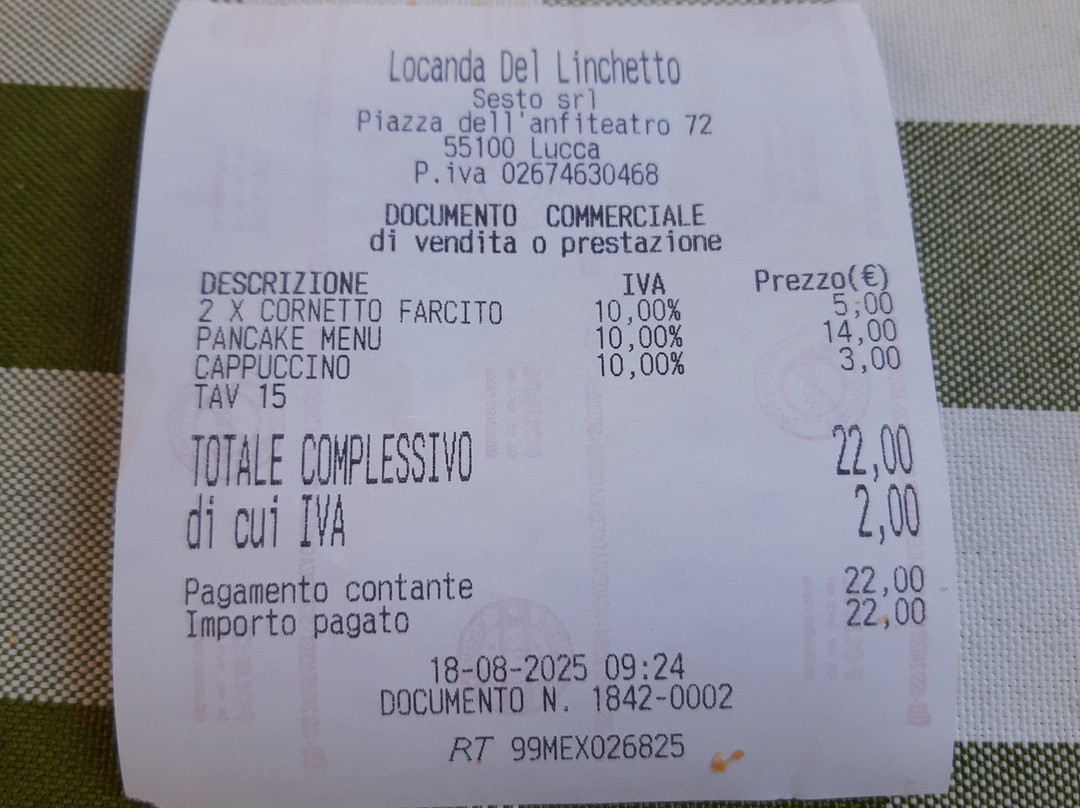 Locanda Del Linchetto
Sesto srl
Piazza dell'anfiteatro 72
55100 Lucca
P.iva 02674630468
DOCUMENTO COMMERCIALE
di vendita o prestazione
DESCRIZIONE IVA Prezzo(€)
2 X CORNETTO FARCITO 10,00% 5,00
PANCAKE MENU 10,00% 14,00
CAPPUCCINO 10,00% 3,00
TAV 15
TOTALE COMPLESSIVO 22,00
di cui IVA 2,00
Pagamento contante 22,00
Importo pagato 22,00
18-08-2025 09:24
DOCUMENTO N. 1842-0002
RT 99MEX026825